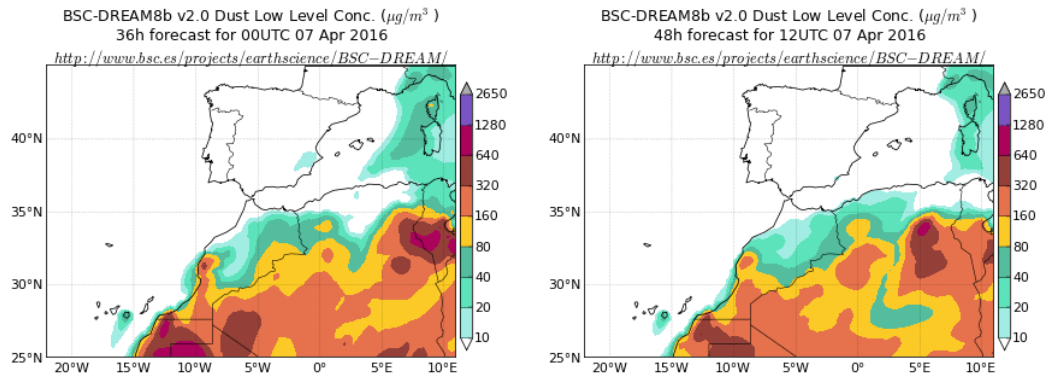 BSC-DREAM8b v2.0 Dust Low Level Conc. (μg/m³ )
36h forecast for 00UTC 07 Apr 2016
http://www.bsc.es/projects/earthscience/BSC−DREAM/
40°N
35°N
30°N
25°N
20°W
15°W
10°W
5°W
0°E
5°E
10°E
2650
1280
640
320
160
80
40
20
10
BSC-DREAM8b v2.0 Dust Low Level Conc. (μg/m³ )
48h forecast for 12UTC 07 Apr 2016
http://www.bsc.es/projects/earthscience/BSC−DREAM/
40°N
35°N
30°N
25°N
20°W
15°W
10°W
5°W
0°E
5°E
10°E
2650
1280
640
320
160
80
40
20
10